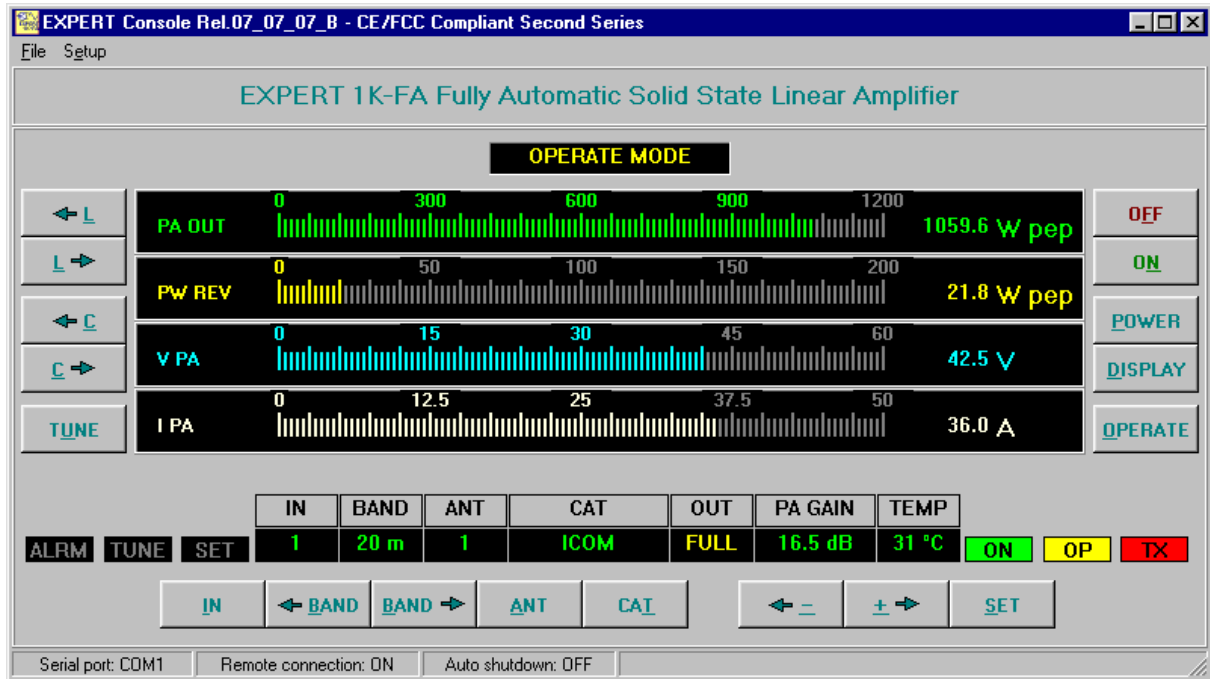 EXPERT Console Rel.07_07_07_B - CE/FCC Compliant Second Series
File Setup
EXPERT 1K-FA Fully Automatic Solid State Linear Amplifier
OPERATE MODE
L
L
C
C
TUNE
0 300 600 900 1200
PA OUT 1059.6 W pep
0 50 100 150 200
PW REV 21.8 W pep
0 15 30 45 60
V PA 42.5 V
0 12.5 25 37.5 50
I PA 36.0 A
OFF
ON
POWER
DISPLAY
OPERATE
IN BAND ANT CAT OUT PA GAIN TEMP
ALRM TUNE SET 1 20 m 1 ICOM FULL 16.5 dB 31 °C ON OP TX
IN BAND BAND ANT CAT - + SET
Serial port: COM1 Remote connection: ON Auto shutdown: OFF